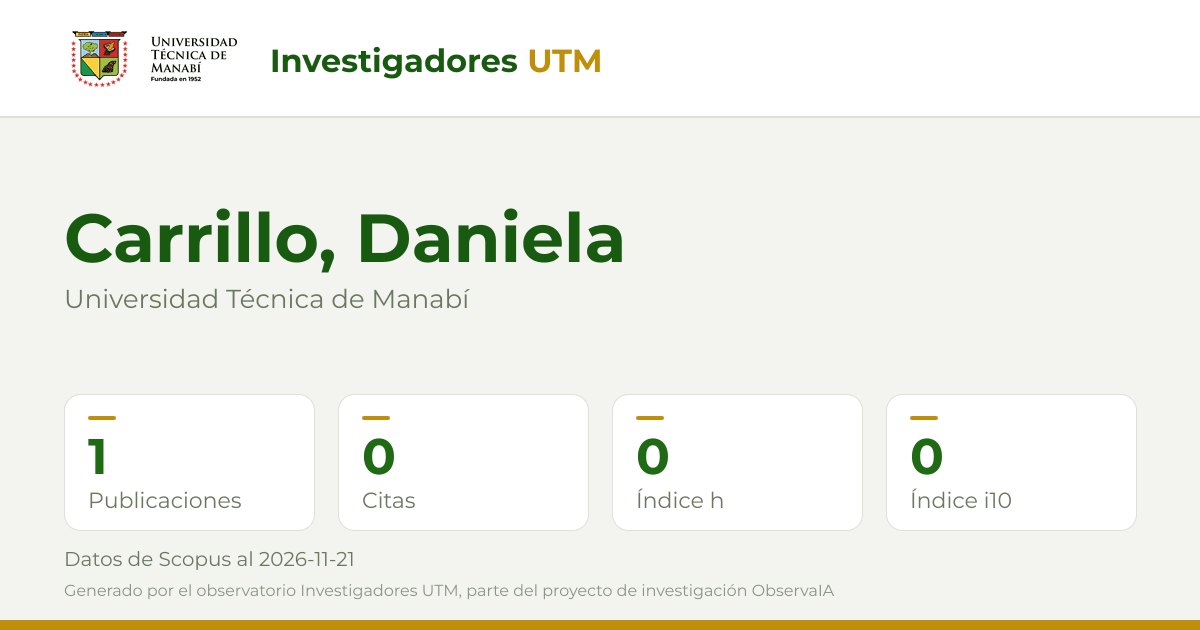 UNIVERSIDAD
TÉCNICA DE
MANABÍ
Fundada en 1952
Investigadores UTM
Carrillo, Daniela
Universidad Técnica de Manabí
1
Publicaciones
0
Citas
0
Índice h
0
Índice i10
Datos de Scopus al 2026-11-21
Generado por el observatorio Investigadores UTM, parte del proyecto de investigación ObservaIA